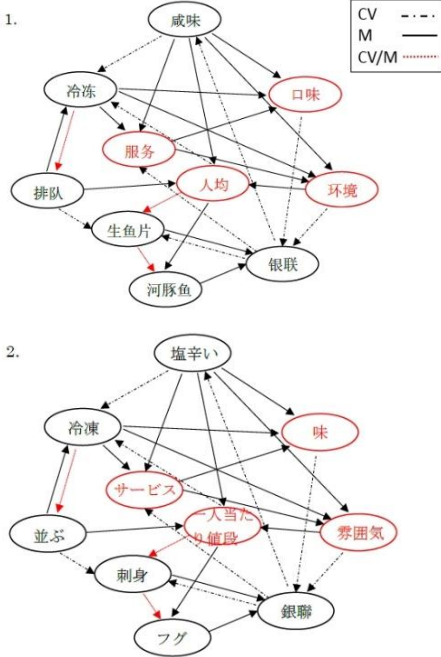 1.
CV
M
CV/M
咸味
冷冻
口味
服务
人均
环境
排队
生鱼片
银联
河豚鱼
2.
塩辛い
冷凍
味
サービス
一人当た
り値段
雰囲気
並ぶ
刺身
銀聯
フグ